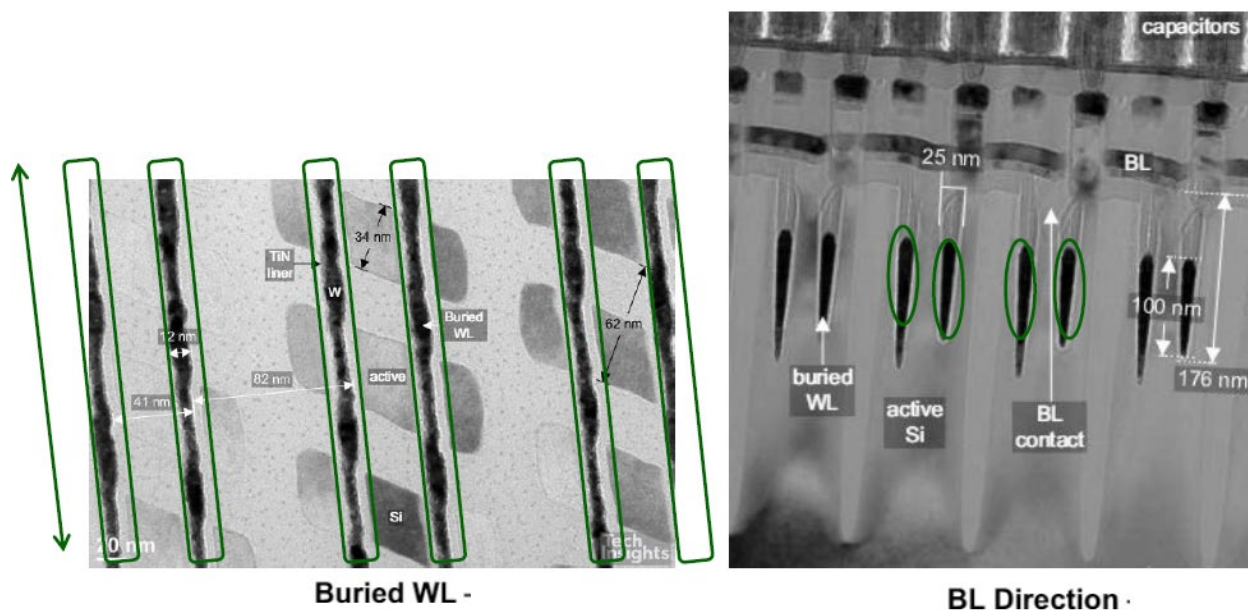 34 nm
TiN
liner
W
Buried
WL
62 nm
12 nm
82 nm
active
41 nm
Si
20 nm
Tech
Insights
Buried WL -
capacitors
25 nm
BL
100 nm
buried
WL
176 nm
active
Si
BL
contact
BL Direction .